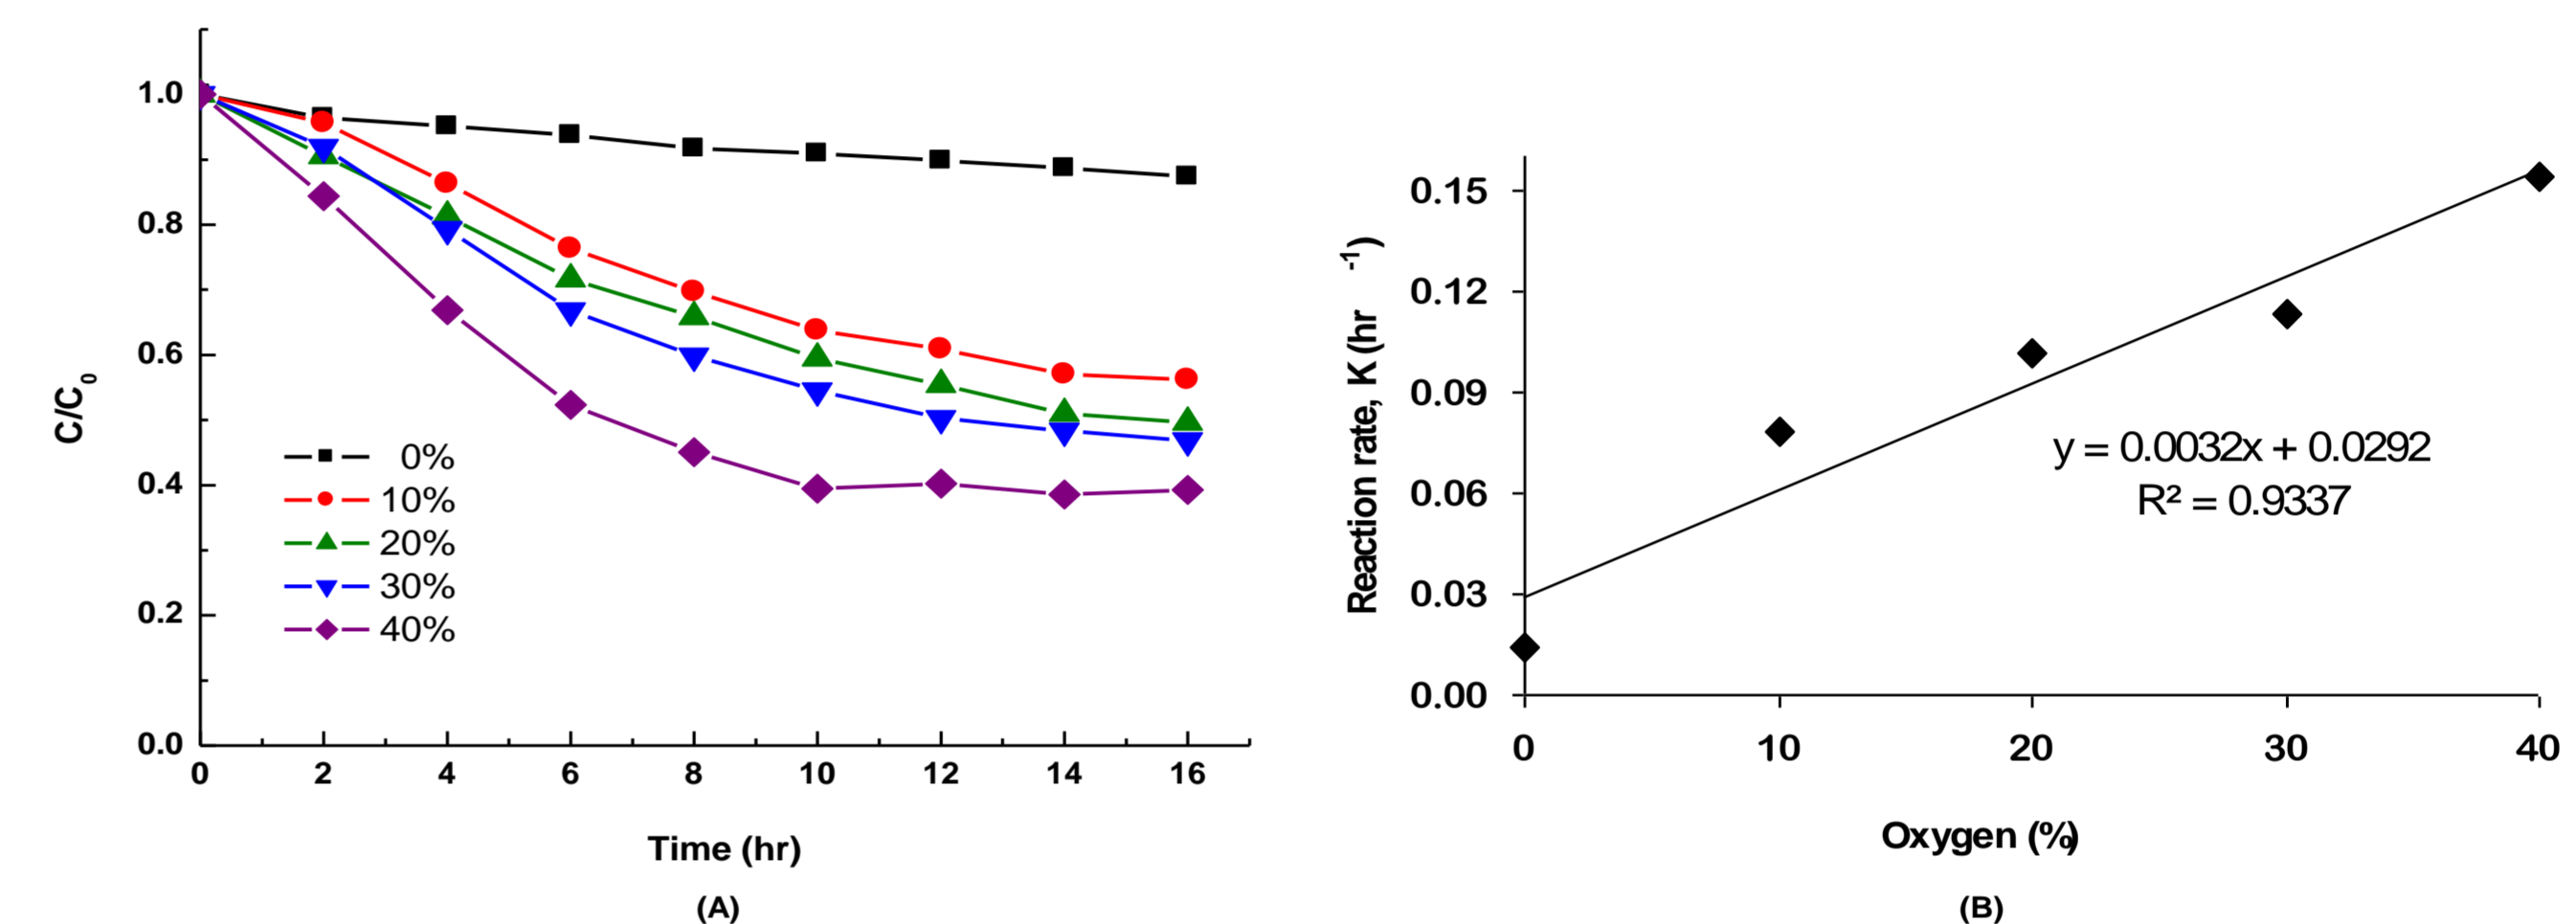 1.0
0.8
0.6
0.4
0.2
0.0
C/C0
0%
10%
20%
30%
40%
0 2 4 6 8 10 12 14 16
Time (hr)
(A)
0.15
0.12
0.09
0.06
0.03
0.00
Reaction rate, K (hr -1)
y = 0.0032x + 0.0292
R² = 0.9337
0 10 20 30 40
Oxygen (%)
(B)